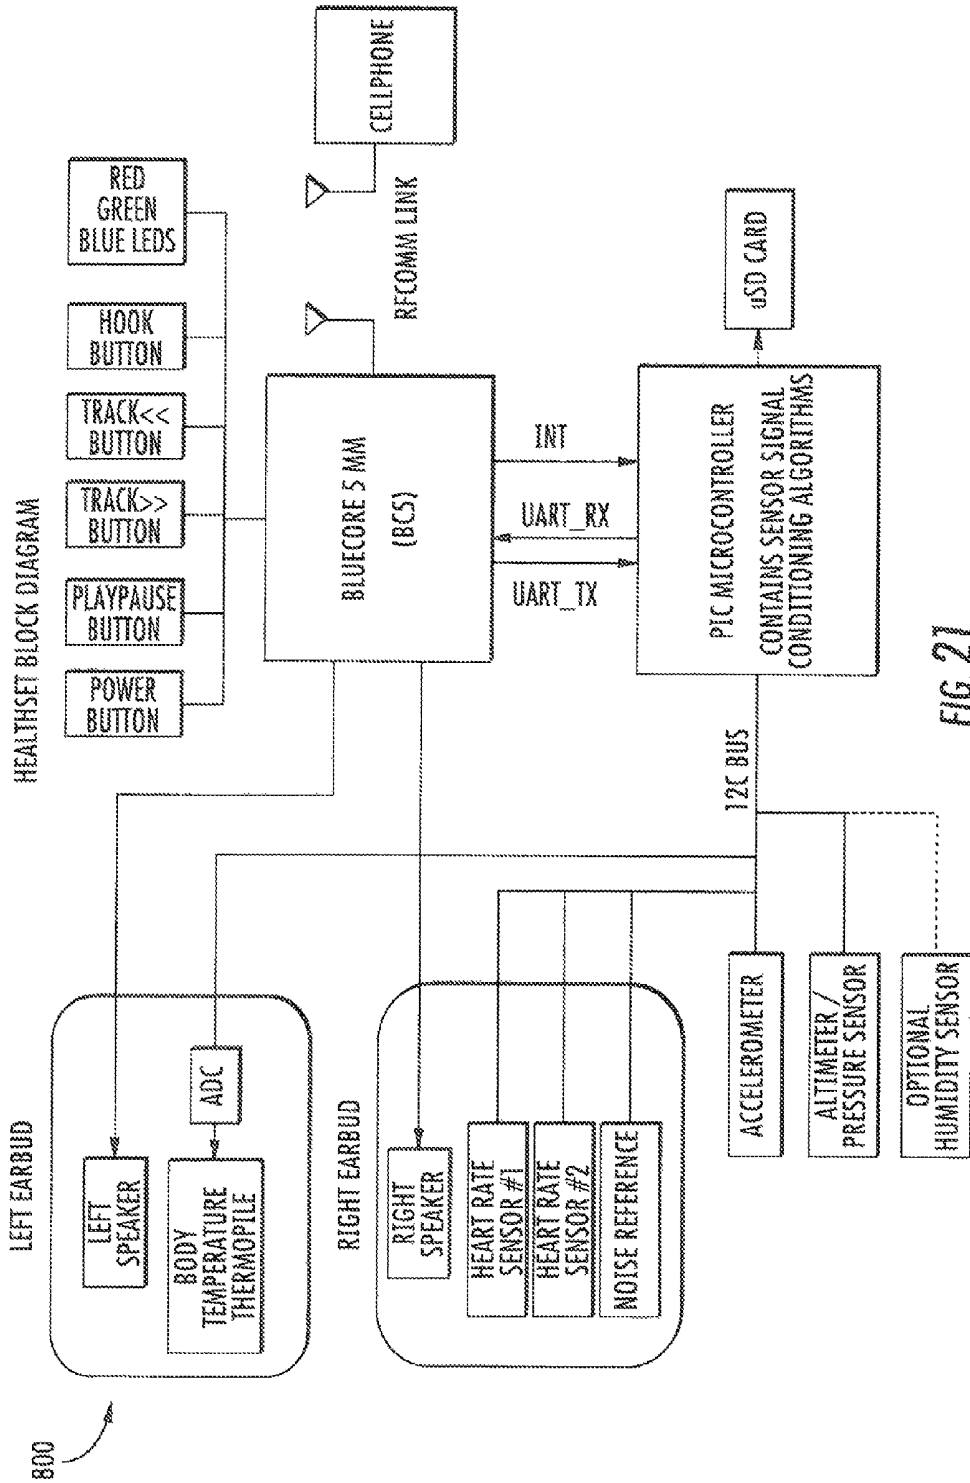 HEALTHSET BLOCK DIAGRAM
800
LEFT EARBUD
LEFT
SPEAKER
BODY
TEMPERATURE
THERMOPILE
ADC
RIGHT EARBUD
RIGHT
SPEAKER
HEART RATE
SENSOR #1
HEART RATE
SENSOR #2
NOISE REFERENCE
ACCELEROMETER
ALTIMETER /
PRESSURE SENSOR
OPTIONAL
HUMIDITY SENSOR
POWER
BUTTON
PLAYPAUSE
BUTTON
TRACK>>
BUTTON
TRACK<<
BUTTON
HOOK
BUTTON
RED
GREEN
BLUE LEDS
BLUECORE 5 MM
(BC5)
RFCOMM LINK
CELLPHONE
UART_TX
UART_RX
INT
PIC MICROCONTROLLER
CONTAINS SENSOR SIGNAL
CONDITIONING ALGORITHMS
12C BUS
uSD CARD
FIG. 21